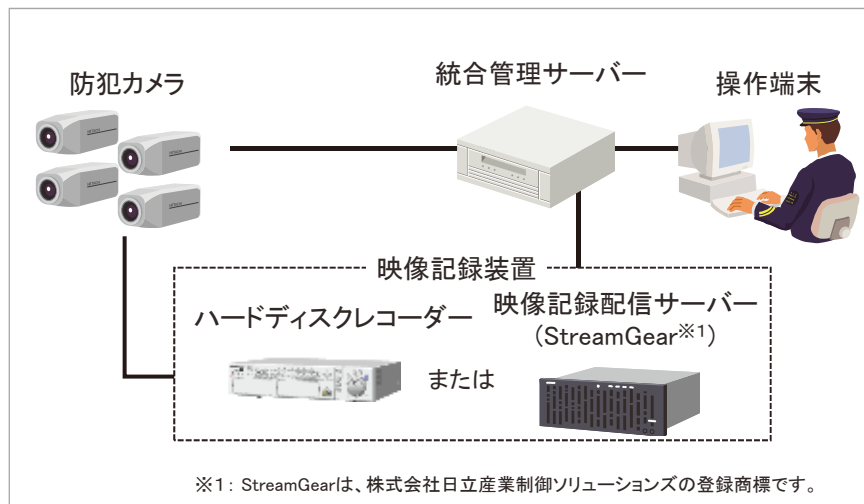 防犯カメラ
統合管理サーバー
操作端末
映像記録装置
ハードディスクレコーダー
映像記録配信サーバー
(StreamGear※1)
または
※1: StreamGearは、株式会社日立産業制御ソリューションズの登録商標です。